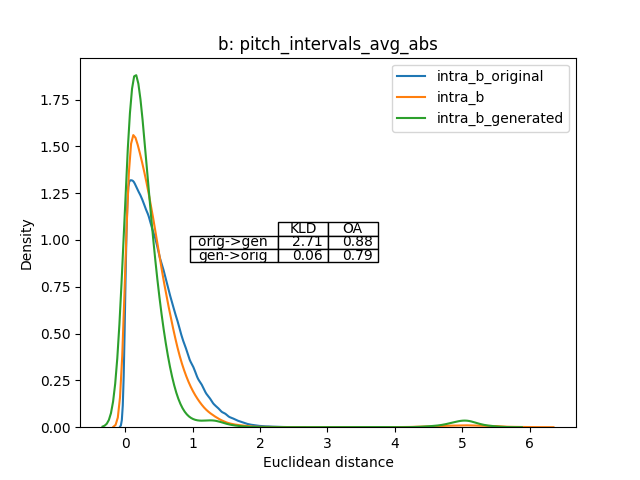 b: pitch_intervals_avg_abs
intra_b_original
intra_b
intra_b_generated
1.75
1.50
1.25
1.00
0.75
0.50
0.25
0.00
Density
KLD OA
orig->gen 2.71 0.88
gen->orig 0.06 0.79
0 1 2 3 4 5 6
Euclidean distance